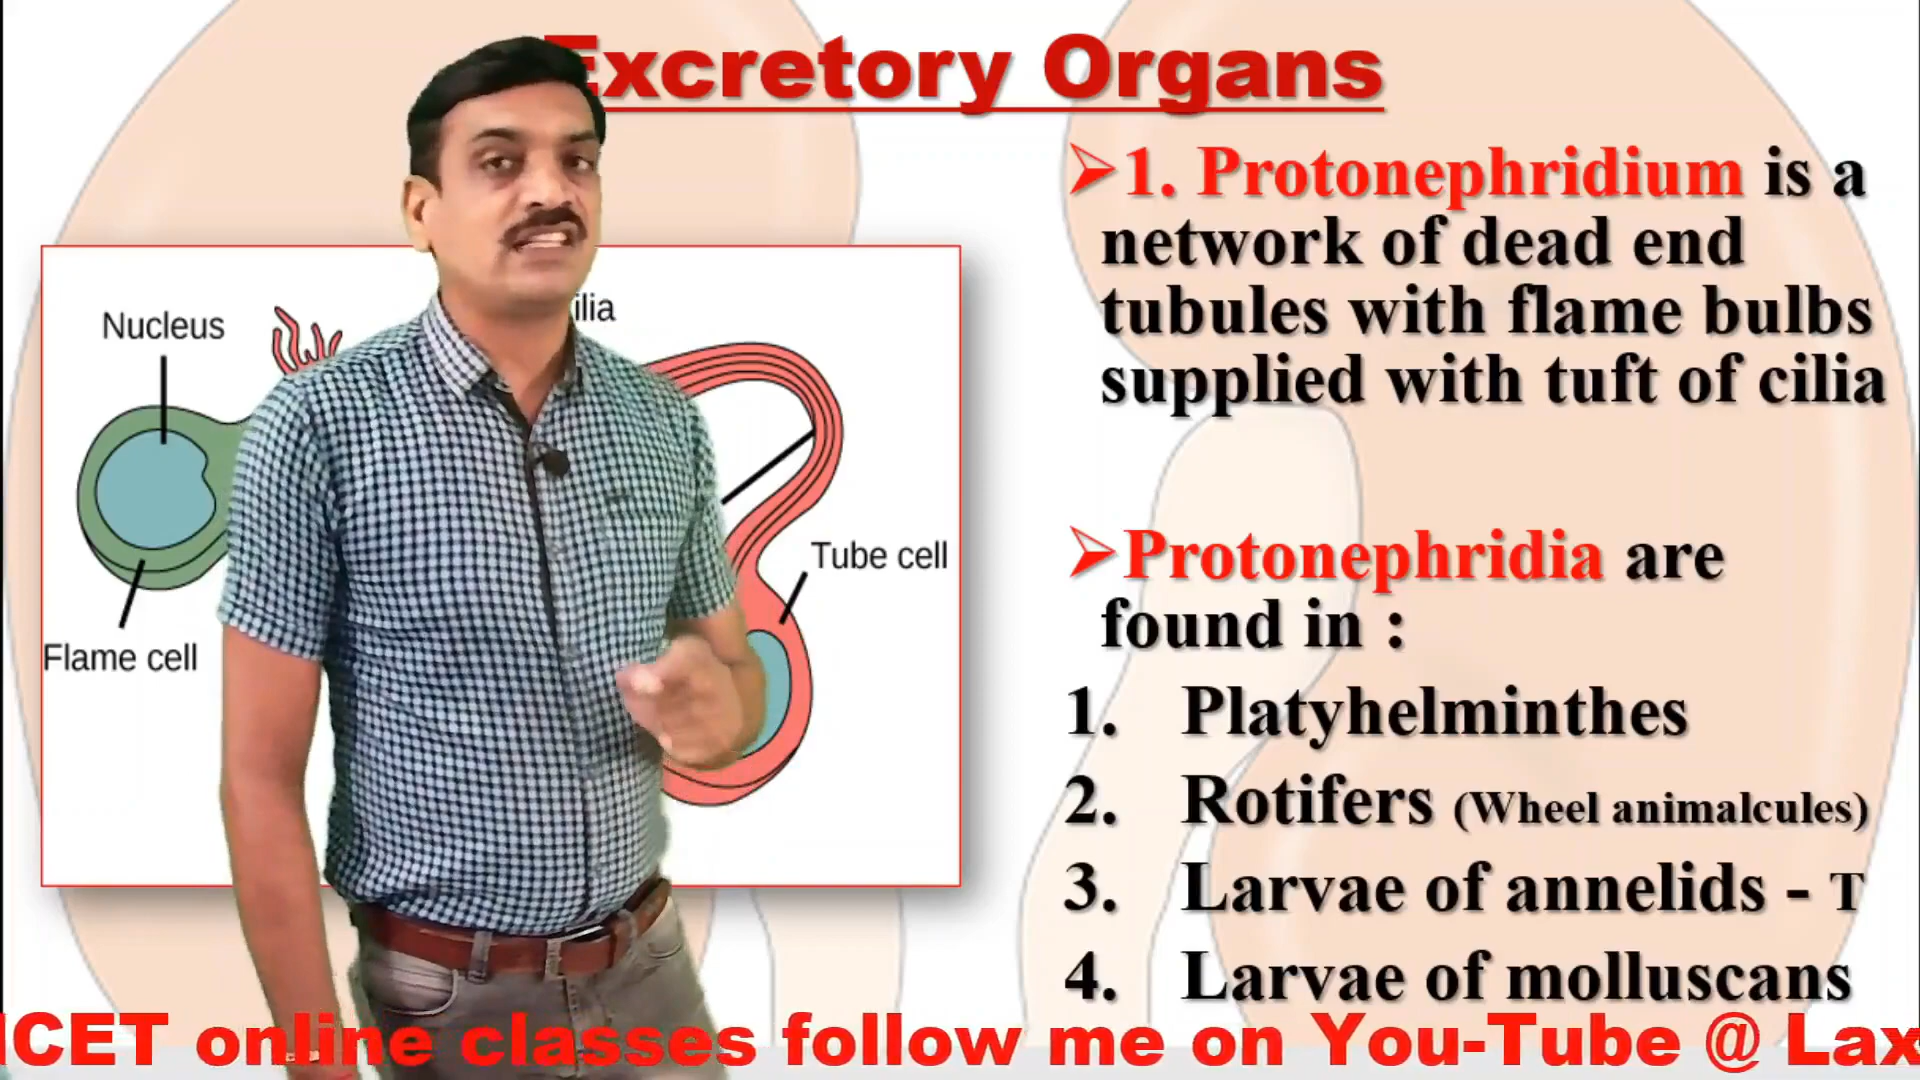 Excretory Organs
1. Protonephridium is a
network of dead end
tubules with flame bulbs
supplied with tuft of cilia
Protonephridia are
found in :
1. Platyhelminthes
2. Rotifers (Wheel animalcules)
3. Larvae of annelids - T
4. Larvae of molluscans
Nucleus
ilia
Tube cell
Flame cell
ICET online classes follow me on You-Tube @ Lax